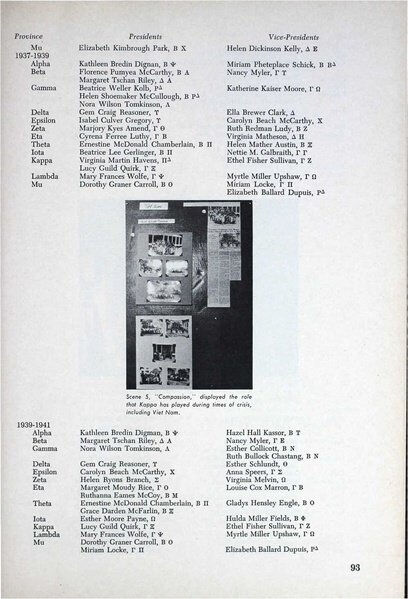 Province Presidents Vice-Presidents
Mu Elizabeth Kimbrough Park, Β Χ Helen Dickinson Kelly, Δ Ε
1937-1939
Alpha Kathleen Bredin Dignan, Β Ψ Miriam Pheteplace Schick, Β ΒΔ
Beta Florence Pumyea McCarthy, Β Α Nancy Myler, Γ Τ
Margaret Tschan Riley, Δ Α
Gamma Beatrice Weller Kolb, ΡΔ Katherine Kaiser Moore, Γ Ω
Helen Shoemaker McCullough, Β ΡΔ
Nora Wilson Tomkinson, Λ
Delta Gem Craig Reasoner, Υ Ella Brewer Clark, Δ
Epsilon Isabel Culver Gregory, Υ Carolyn Beach McCarthy, Χ
Zeta Marjory Kyes Amend, Γ Θ Ruth Redman Ludy, Β Ζ
Eta Cyrena Ferree Luthy, Γ Β Virginia Matheson, Δ Η
Theta Ernestine McDonald Chamberlain, Β Π Helen Mather Austin, Β Ξ
Iota Beatrice Lee Gerlinger, Β Π Nettie M. Galbraith, Γ Γ
Kappa Virginia Martin Havens, ΠΔ Ethel Fisher Sullivan, Γ Ζ
Lucy Guild Quirk, Γ Ξ
Lambda Mary Frances Wolfe, Γ Ψ Myrtle Miller Upshaw, Γ Ω
Mu Dorothy Graner Carroll, Β Ο Miriam Locke, Γ Π
Elizabeth Ballard Dupuis, ΡΔ
Scene 5, "Compassion," displayed the role
that Kappa has played during times of crisis,
including Viet Nam.
1939-1941
Alpha Kathleen Bredin Digman, Β Ψ Hazel Hall Kassor, Β Τ
Beta Margaret Tschan Riley, Δ Λ Nancy Myler, Γ Ε
Gamma Nora Wilson Tomkinson, Λ Esther Collicott, Β Ν
Ruth Bullock Chastang, Β Ν
Delta Gem Craig Reasoner, Υ Esther Schlundt, Θ
Epsilon Carolyn Beach McCarthy, Χ Anna Speers, Γ Σ
Zeta Helen Ryons Branch, Σ Virginia Melvin, Ω
Eta Margaret Moudy Rice, Γ Ο Louise Cox Marron, Γ Β
Ruthanna Eames McCoy, Β Μ
Theta Ernestine McDonald Chamberlain, Β Π Gladys Hensley Engle, Β Ο
Grace Darden McFarlin, Β Ξ
Iota Esther Moore Payne, Ω Hulda Miller Fields, Β Φ
Kappa Lucy Guild Quirk, Γ Ξ Ethel Fisher Sullivan, Γ Ζ
Lambda Mary Frances Wolfe, Γ Ψ Myrtle Miller Upshaw, Γ Ω
Mu Dorothy Graner Carroll, Β Ο
Miriam Locke, Γ Π Elizabeth Ballard Dupuis, ΡΔ
93